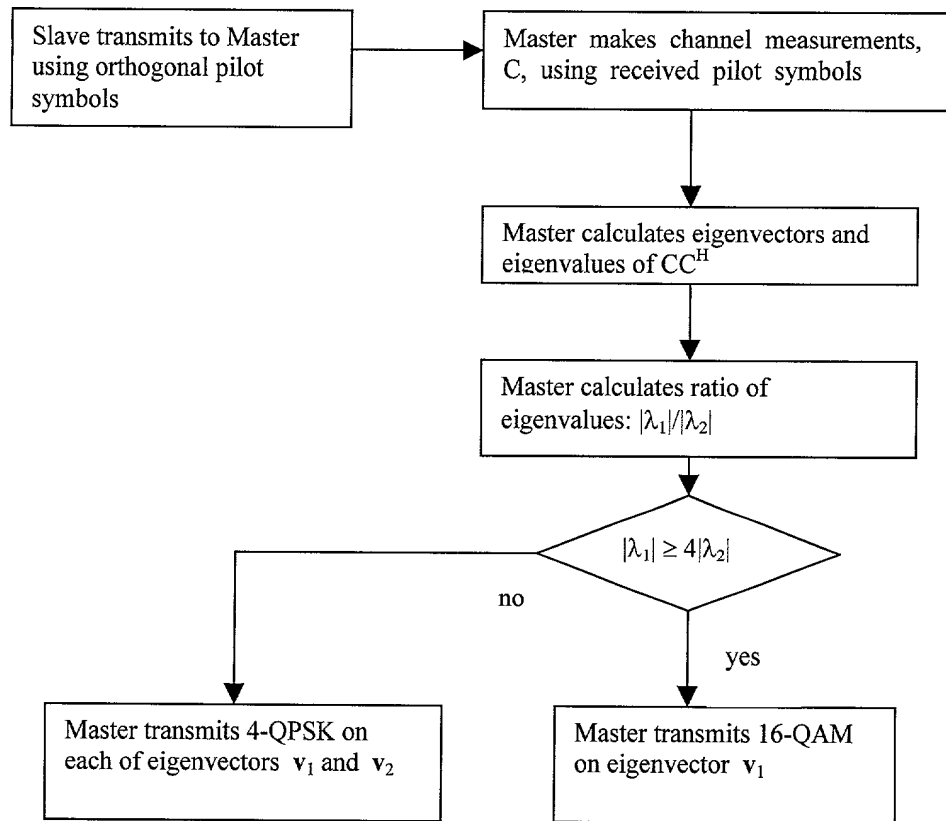 Slave transmits to Master
using orthogonal pilot
symbols
Master makes channel measurements,
C, using received pilot symbols
Master calculates eigenvectors and
eigenvalues of CC^H
Master calculates ratio of
eigenvalues: |λ₁|/|λ₂|
|λ₁| ≥ 4|λ₂|
no
yes
Master transmits 4-QPSK on
each of eigenvectors v₁ and v₂
Master transmits 16-QAM
on eigenvector v₁